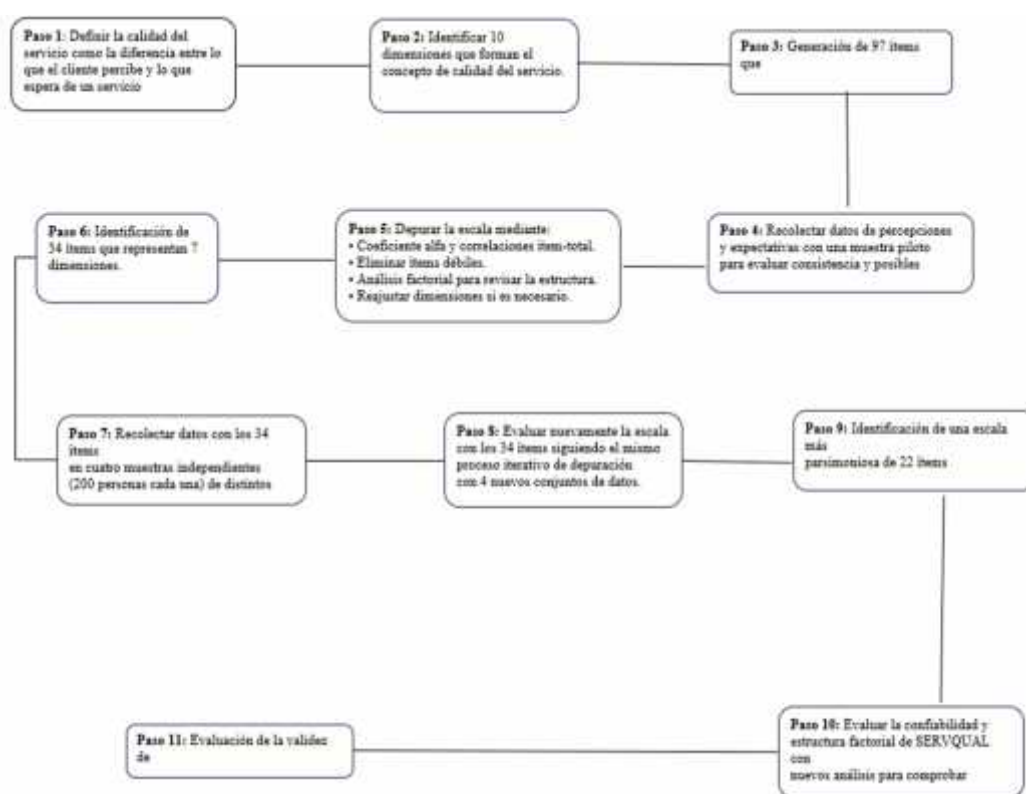 Paso 1: Definir la calidad del
servicio como la diferencia entre lo
que el cliente percibe y lo que
espera de un servicio
Paso 2: Identificar 10
dimensiones que forman el
concepto de calidad del servicio.
Paso 3: Generación de 97 ítems
que
Paso 4: Recolectar datos de percepciones
y expectativas con una muestra piloto
para evaluar consistencia y posibles
Paso 5: Depurar la escala mediante:
• Coeficiente alfa y correlaciones ítem-total.
• Eliminar ítems débiles.
• Análisis factorial para revisar la estructura.
• Reajustar dimensiones si es necesario.
Paso 6: Identificación de
34 ítems que representan 7
dimensiones.
Paso 7: Recolectar datos con los 34
ítems
en cuatro muestras independientes
(200 personas cada una) de distintos
Paso 8: Evaluar nuevamente la escala
con los 34 ítems siguiendo el mismo
proceso iterativo de depuración
con 4 nuevos conjuntos de datos.
Paso 9: Identificación de una escala
más
parsimoniosa de 22 ítems
Paso 10: Evaluar la confiabilidad y
estructura factorial de SERVQUAL
con
nuevos análisis para comprobar
Paso 11: Evaluación de la validez
de